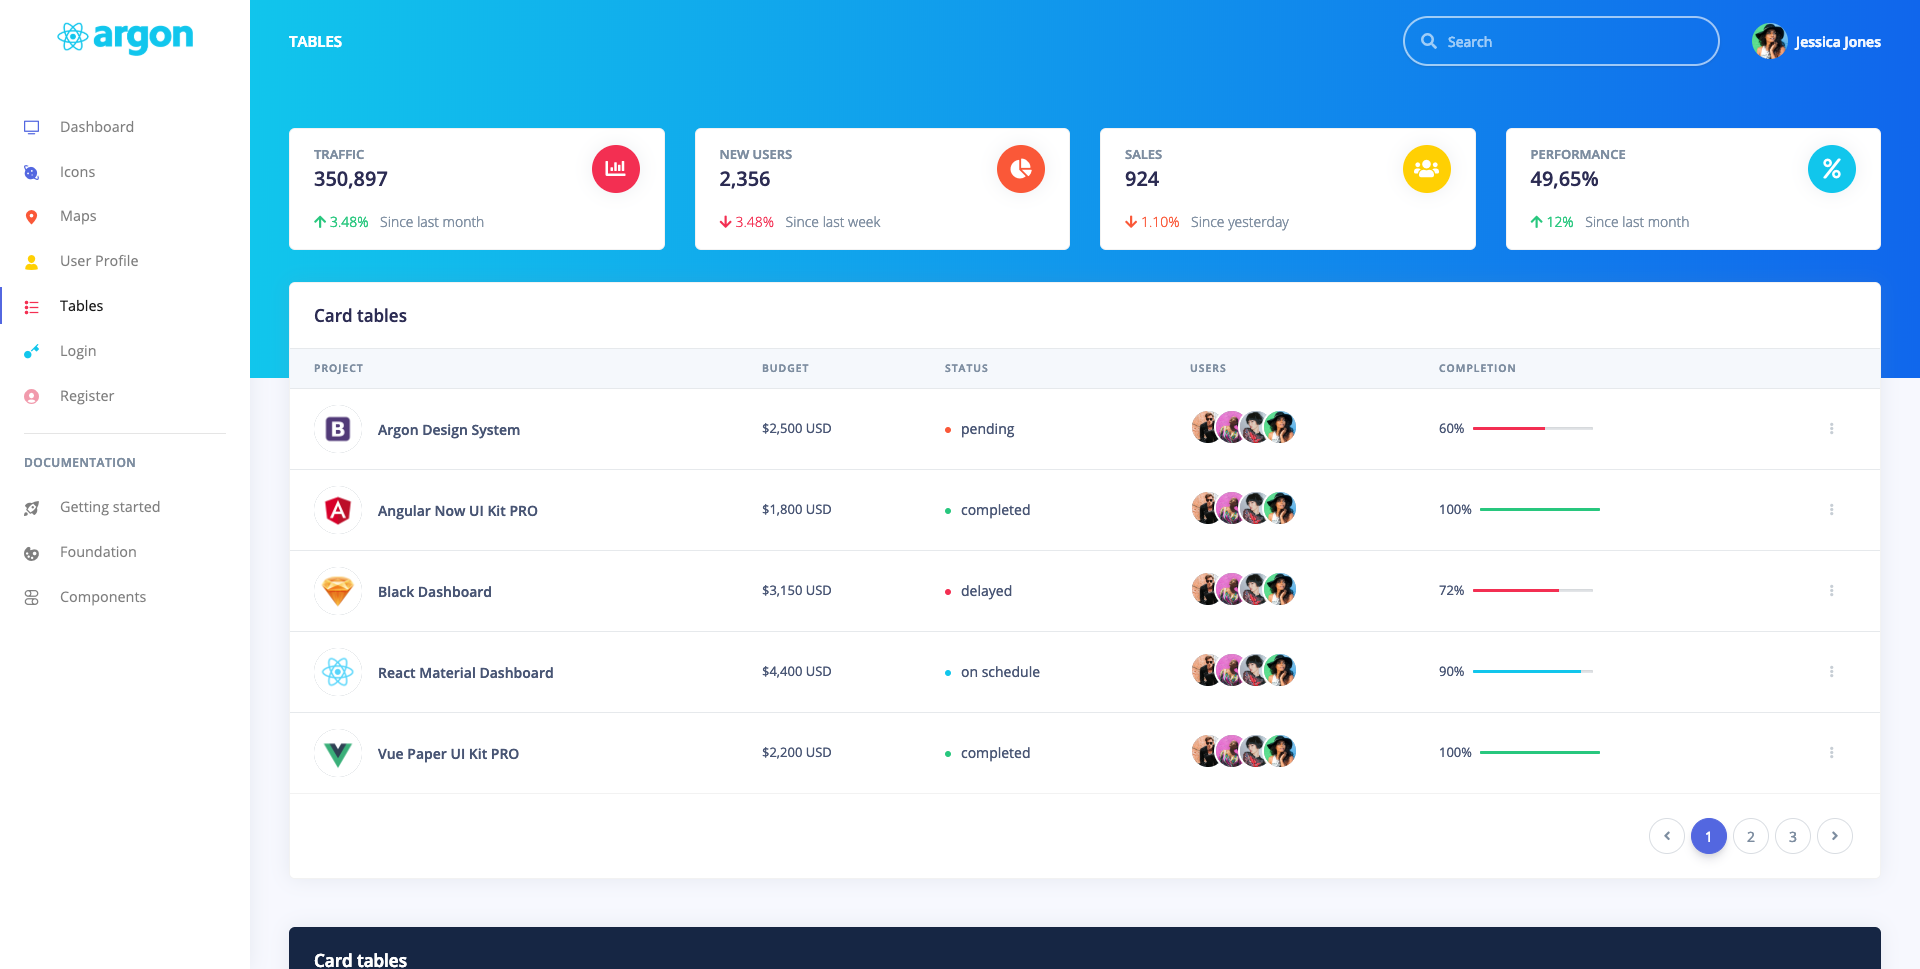 argon
TABLES
Search
Jessica Jones
Dashboard
Icons
Maps
User Profile
Tables
Login
Register
DOCUMENTATION
Getting started
Foundation
Components
TRAFFIC
350,897
3.48% Since last month
NEW USERS
2,356
3.48% Since last week
SALES
924
1.10% Since yesterday
PERFORMANCE
49,65%
12% Since last month
Card tables
PROJECT BUDGET STATUS USERS COMPLETION
B Argon Design System $2,500 USD pending 60%
A Angular Now UI Kit PRO $1,800 USD completed 100%
Black Dashboard $3,150 USD delayed 72%
React Material Dashboard $4,400 USD on schedule 90%
Vue Paper UI Kit PRO $2,200 USD completed 100%
1 2 3
Card tables